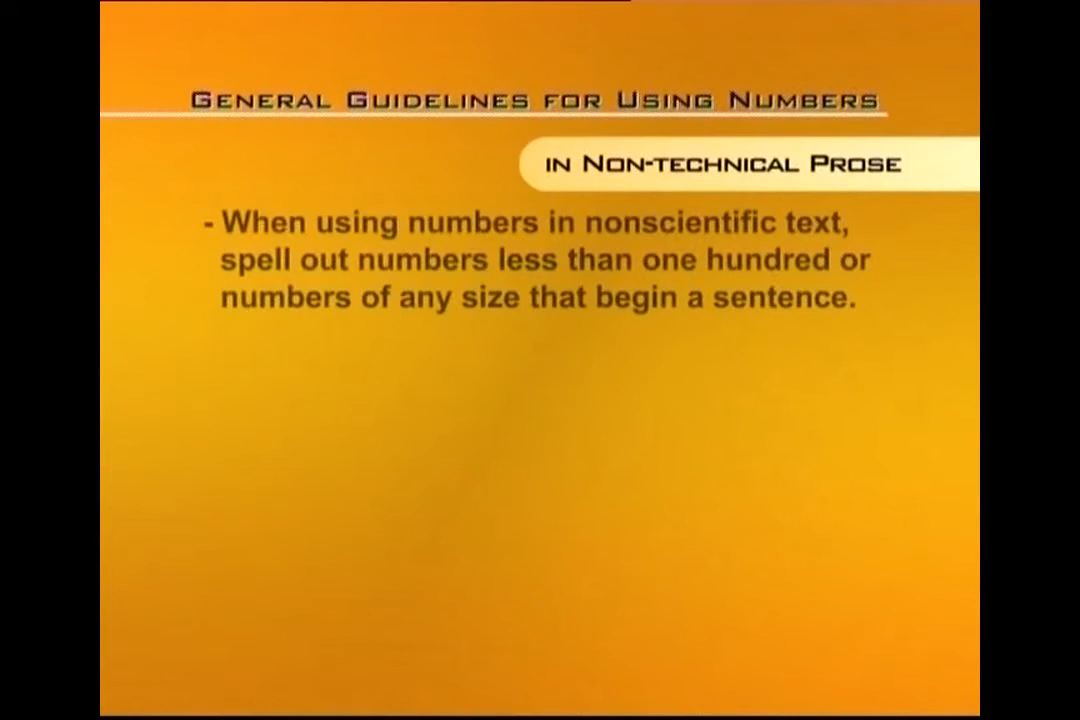 General Guidelines for Using Numbers
in Non-technical Prose
- When using numbers in nonscientific text,
spell out numbers less than one hundred or
numbers of any size that begin a sentence.